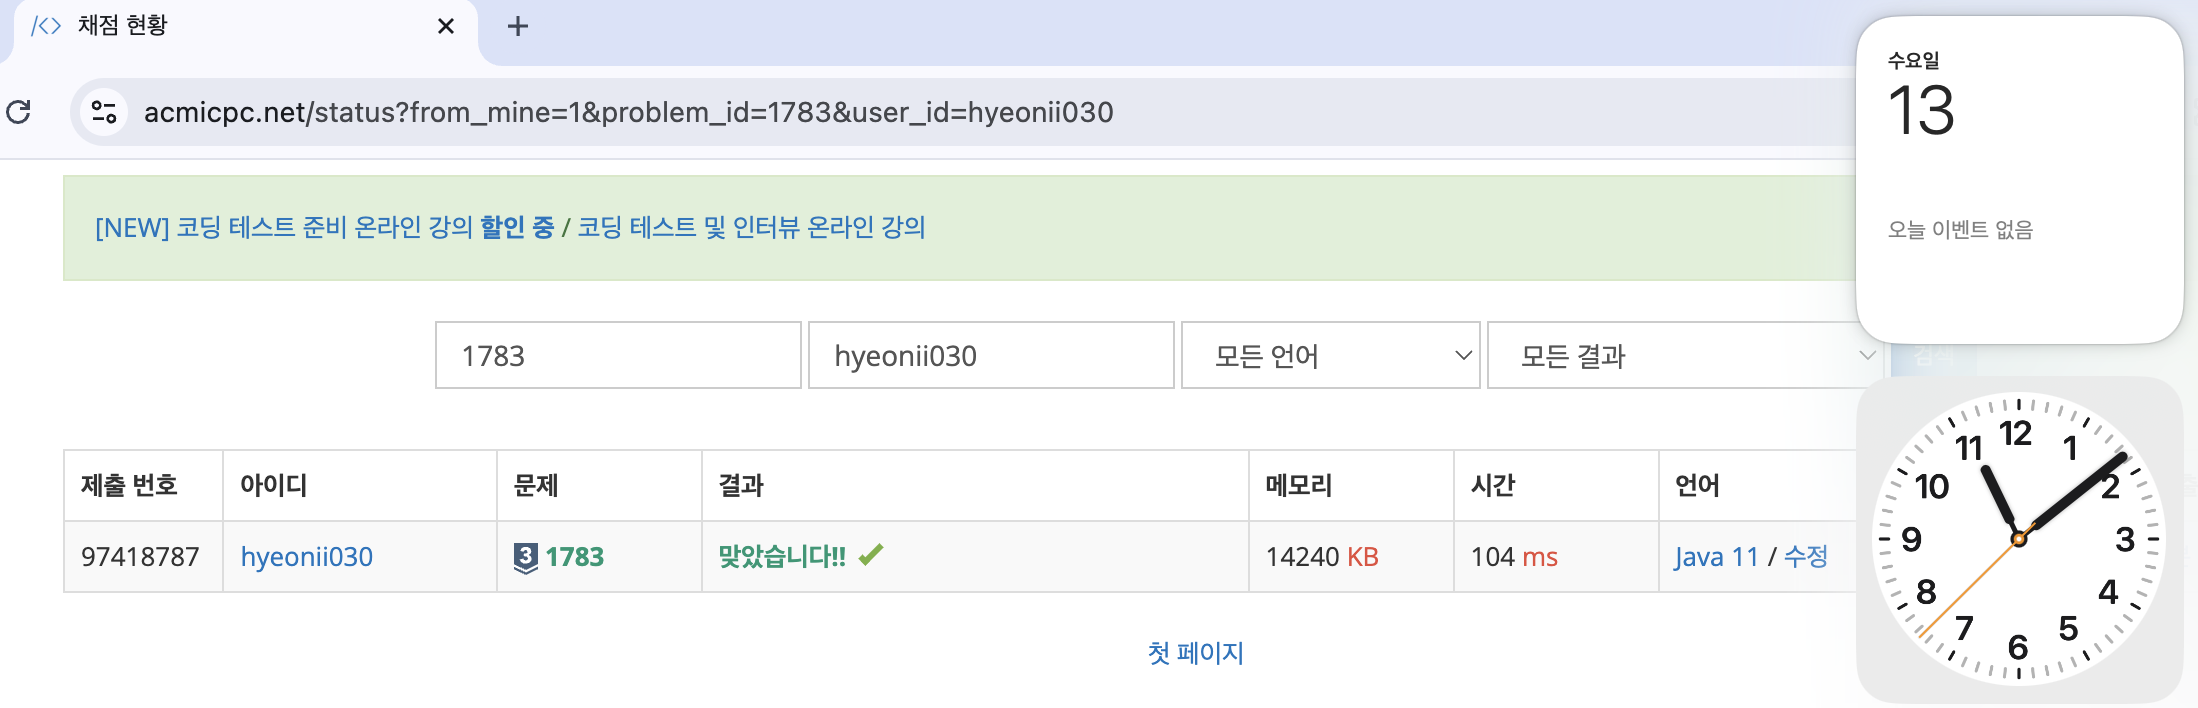 채점 현황
acmicpc.net/status?from_mine=1&problem_id=1783&user_id=hyeonii030
수요일
13
오늘 이벤트 없음
[NEW] 코딩 테스트 준비 온라인 강의 할인 중 / 코딩 테스트 및 인터뷰 온라인 강의
1783 hyeonii030 모든 언어 모든 결과 검색
제출 번호 아이디 문제 결과 메모리 시간 언어
97418787 hyeonii030 3 1783 맞았습니다!! 14240 KB 104 ms Java 11 / 수정
첫 페이지
12
1
2
3
4
5
6
7
8
9
10
11